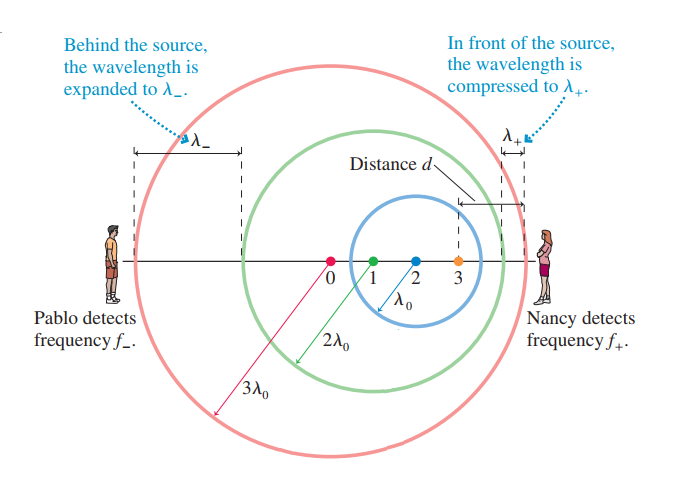 Behind the source,
the wavelength is
expanded to λ₋.
In front of the source,
the wavelength is
compressed to λ₊.
λ₋
λ₊
Distance d
0
1
2
3
λ₀
2λ₀
3λ₀
Pablo detects
frequency f₋.
Nancy detects
frequency f₊.